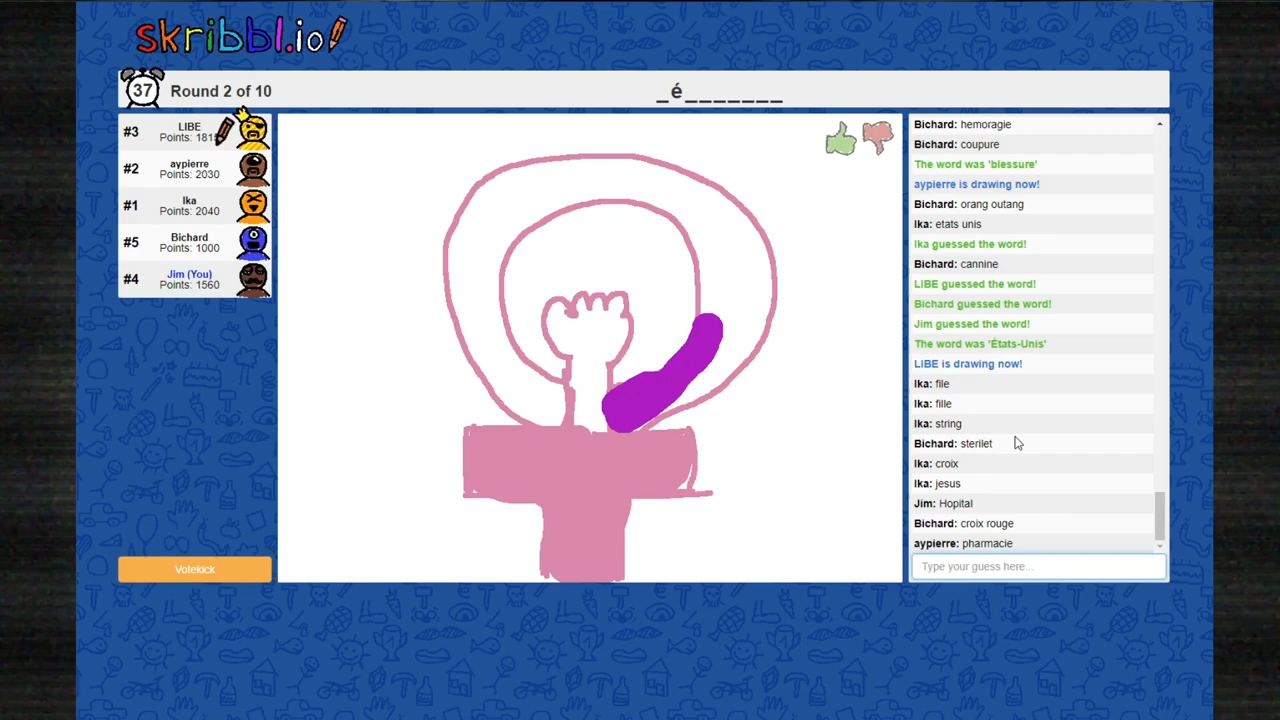 skribbl.io
37 Round 2 of 10 _é_______
#3 LIBE
Points: 181
#2 aypierre
Points: 2030
#1 Ika
Points: 2040
#5 Bichard
Points: 1000
#4 Jim (You)
Points: 1560
Votekick
Bichard: hemoragie
Bichard: coupure
The word was 'blessure'
aypierre is drawing now!
Bichard: orang outang
Ika: etats unis
Ika guessed the word!
Bichard: cannine
LIBE guessed the word!
Bichard guessed the word!
Jim guessed the word!
The word was 'États-Unis'
LIBE is drawing now!
Ika: file
Ika: fille
Ika: string
Bichard: sterilet
Ika: croix
Ika: jesus
Jim: Hopital
Bichard: croix rouge
aypierre: pharmacie
Type your guess here...